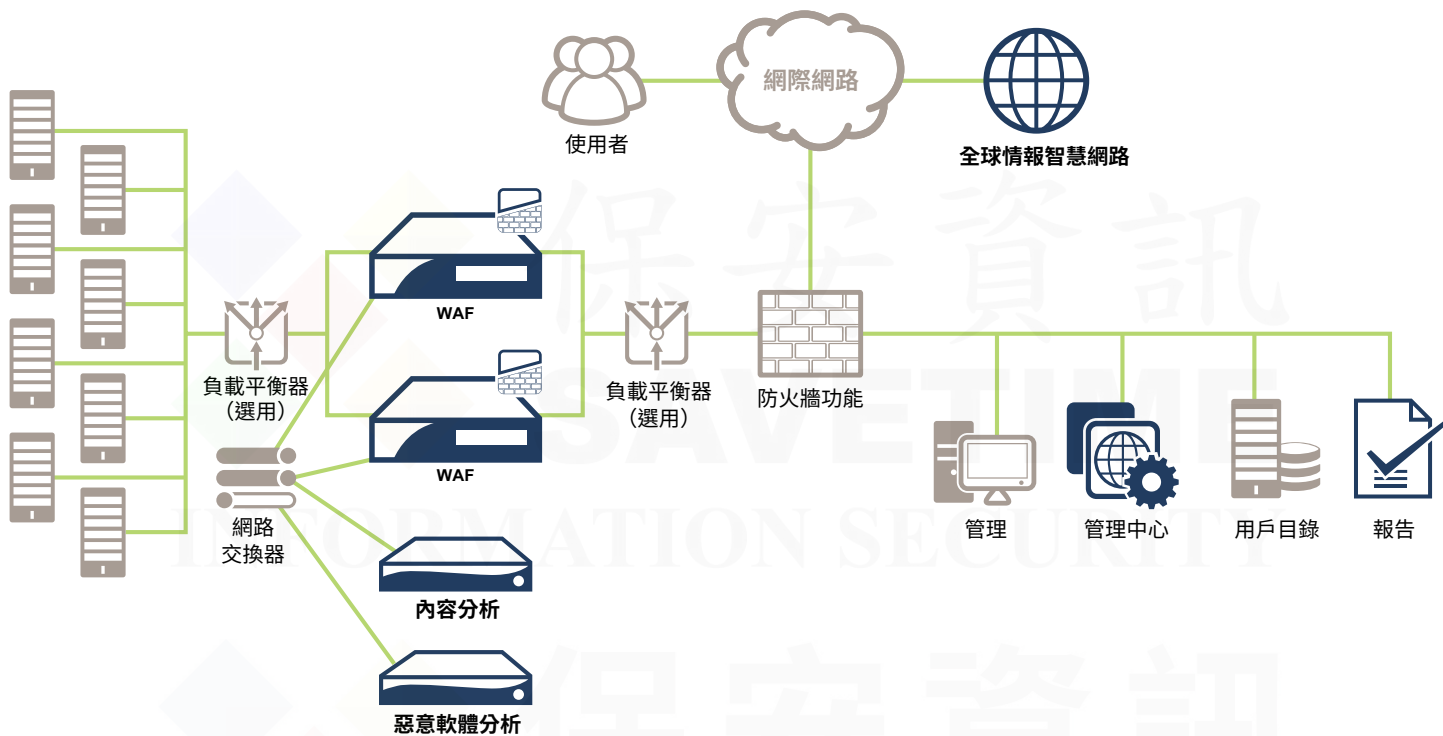 網際網路
使用者
全球情報智慧網路
WAF
負載平衡器
（選用）
WAF
負載平衡器
（選用）
防火牆功能
網路
交換器
管理
管理中心
用戶目錄
報告
內容分析
惡意軟體分析
保安資訊
SAVETIME
INFORMATION SECURITY
保安資訊